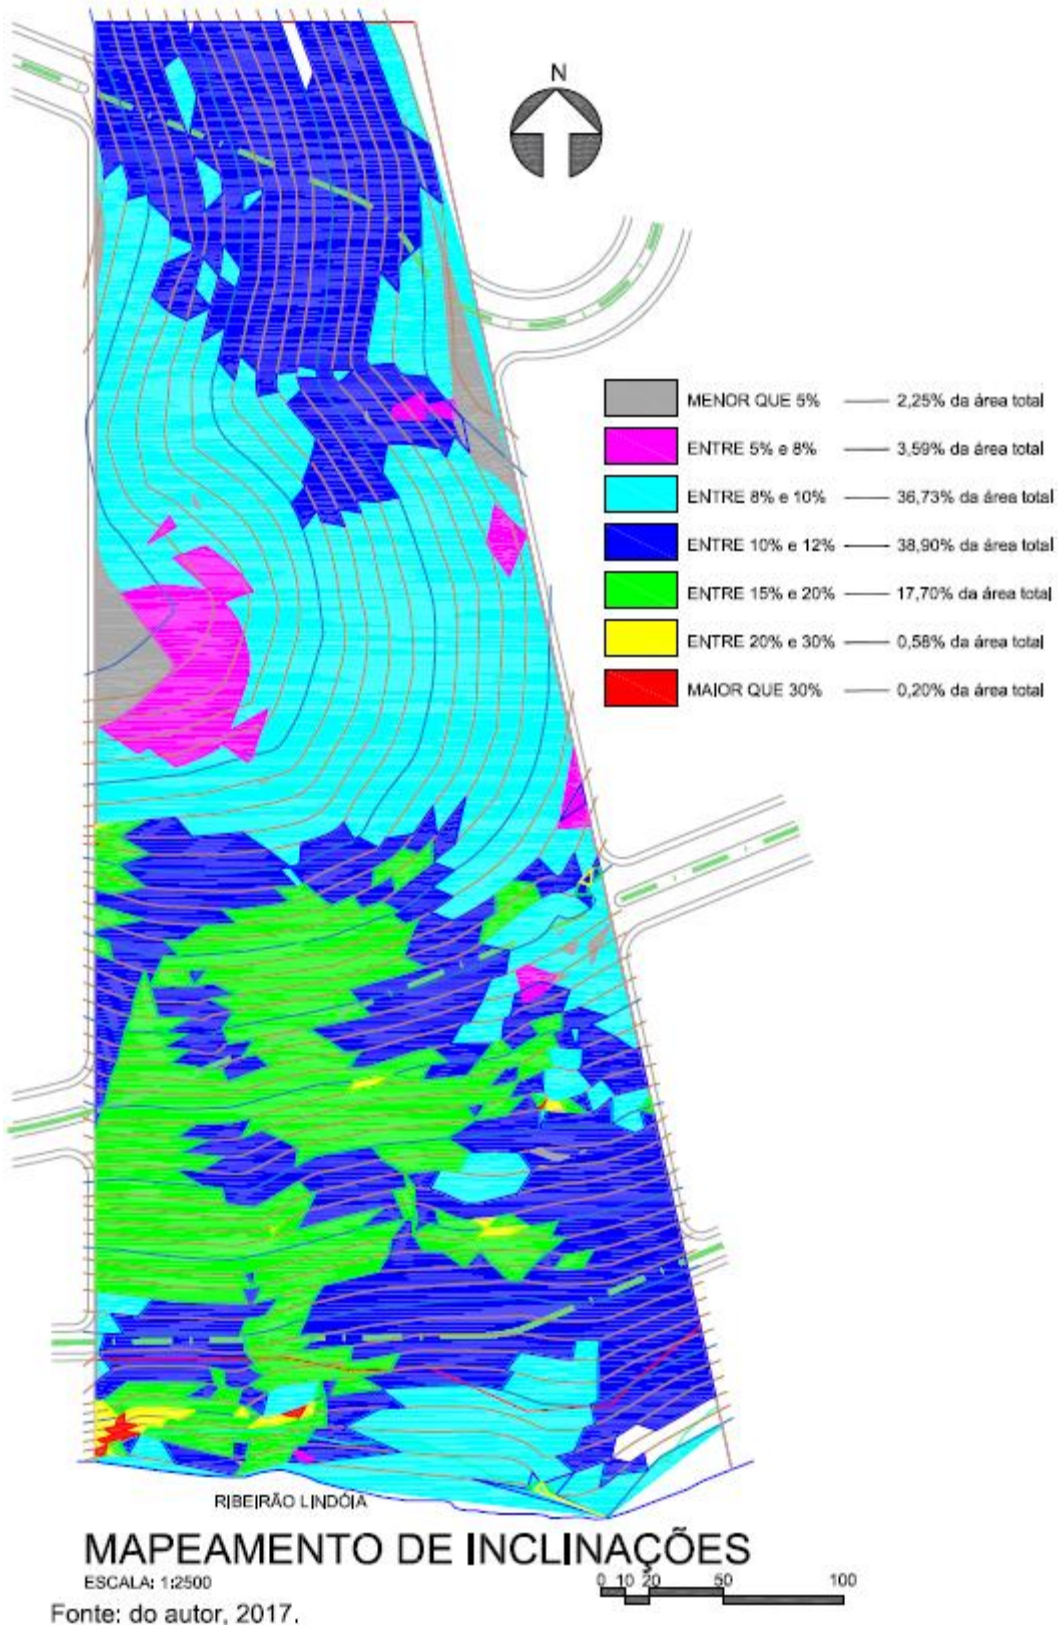 N
MENOR QUE 5% 2,25% da área total
ENTRE 5% e 8% 3,59% da área total
ENTRE 8% e 10% 36,73% da área total
ENTRE 10% e 12% 38,90% da área total
ENTRE 15% e 20% 17,70% da área total
ENTRE 20% e 30% 0,58% da área total
MAIOR QUE 30% 0,20% da área total
RIBEIRÃO LINDÓIA
MAPEAMENTO DE INCLINAÇÕES
ESCALA: 1:2500
0 10 20 50 100
Fonte: do autor, 2017.